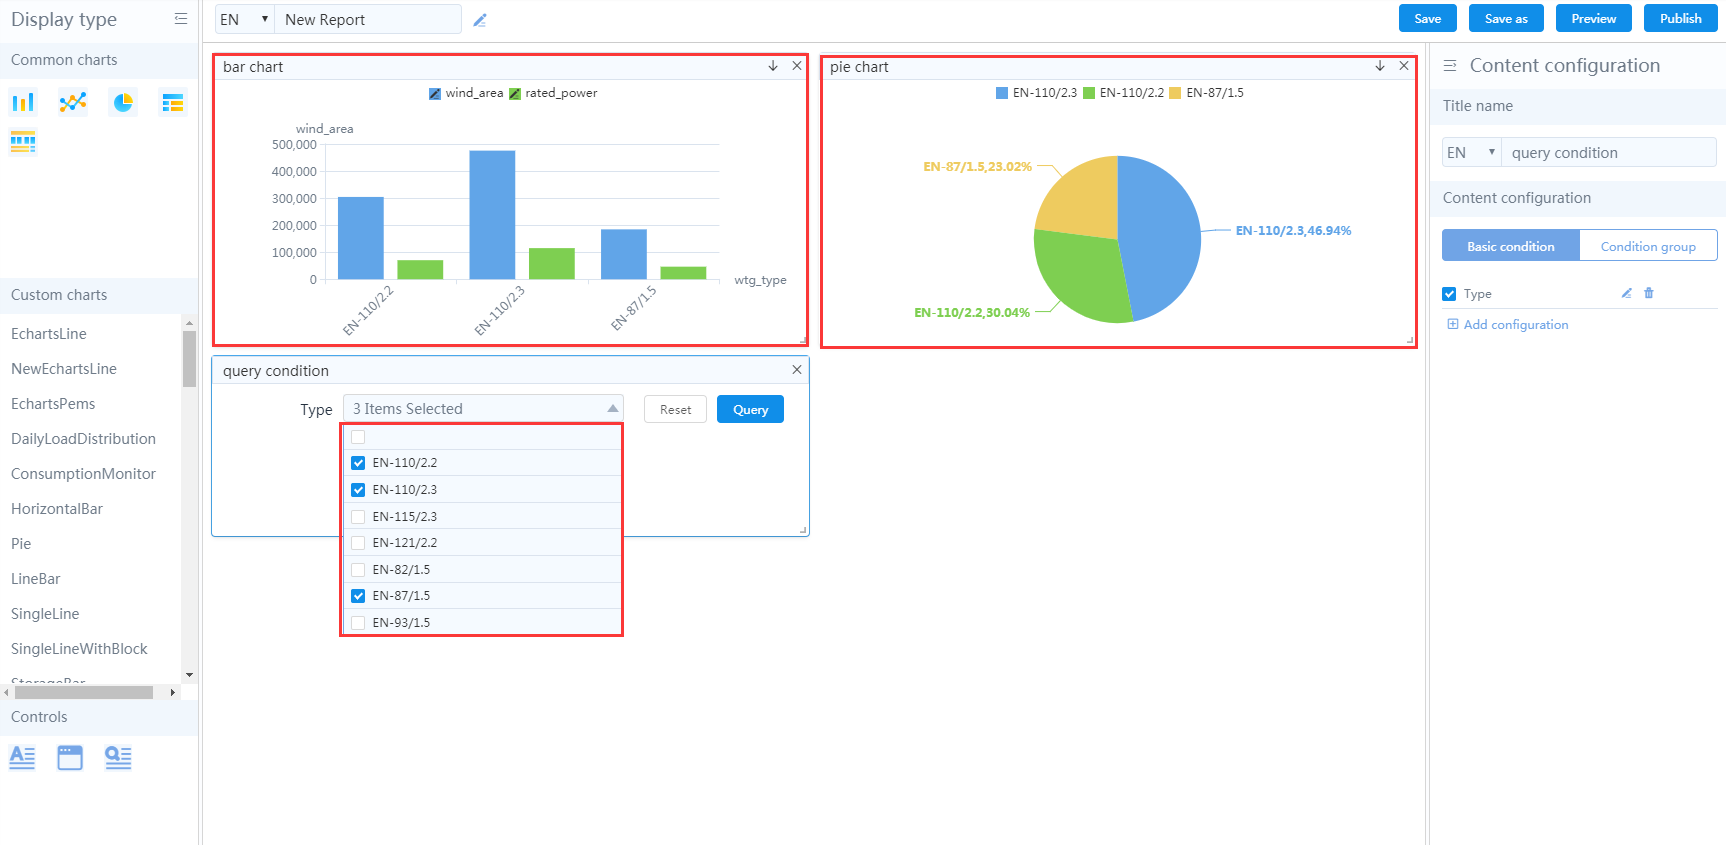 Display type
Common charts
Custom charts
EchartsLine
NewEchartsLine
EchartsPems
DailyLoadDistribution
ConsumptionMonitor
HorizontalBar
Pie
LineBar
SingleLine
SingleLineWithBlock
StorageBar
Controls
EN New Report
Save Save as Preview Publish
bar chart
wind_area rated_power
wind_area
500,000
400,000
300,000
200,000
100,000
0
EN-110/2.2 EN-110/2.3 EN-87/1.5
wtg_type
pie chart
EN-110/2.3 EN-110/2.2 EN-87/1.5
EN-87/1.5,23.02%
EN-110/2.3,46.94%
EN-110/2.2,30.04%
query condition
Type 3 Items Selected Reset Query
EN-110/2.2
EN-110/2.3
EN-115/2.3
EN-121/2.2
EN-82/1.5
EN-87/1.5
EN-93/1.5
Content configuration
Title name
EN query condition
Content configuration
Basic condition Condition group
Type
Add configuration